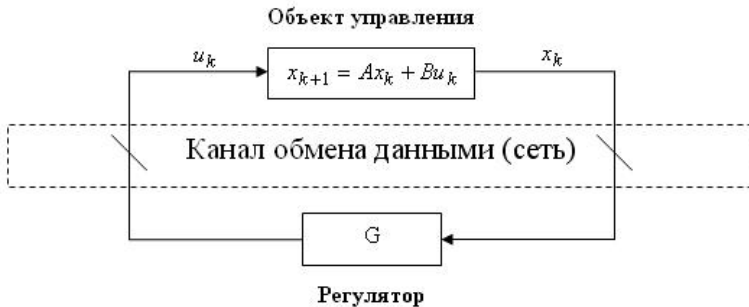 Объект управления
u_k
x_{k+1} = Ax_k + Bu_k
x_k
Канал обмена данными (сеть)
G
Регулятор